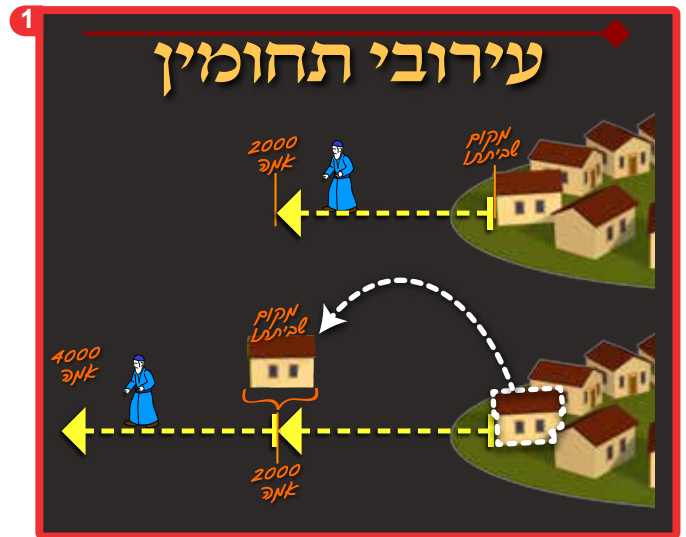 1
עירובי תחומין
מקום
שביתתו
2000
אמה
מקום
שביתתו
4000
אמה
2000
אמה